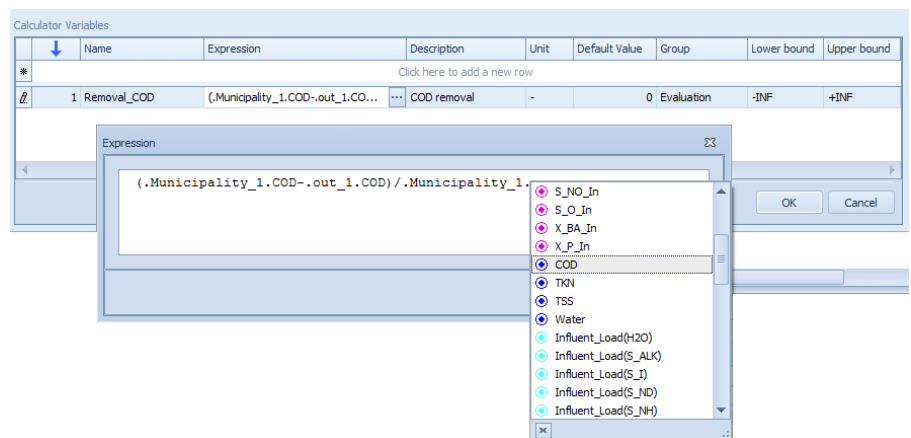 Calculator Variables
Name Expression Description Unit Default Value Group Lower bound Upper bound
Click here to add a new row
1 Removal_COD (.Municipality_1.COD-.out_1.CO... ... COD removal - 0 Evaluation -INF +INF
Expression
(.Municipality_1.COD-.out_1.COD)/.Municipality_1.
S_NO_In
S_O_In
X_BA_In
X_P_In
COD
TKN
TSS
Water
Influent_Load(H2O)
Influent_Load(S_ALK)
Influent_Load(S_I)
Influent_Load(S_ND)
Influent_Load(S_NH)
OK Cancel